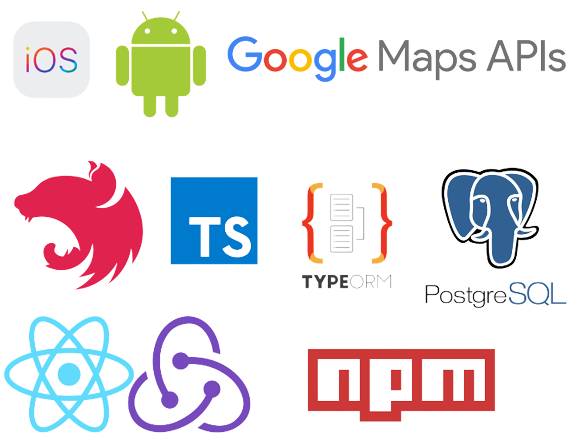 iOS
Google Maps APIs
TS
TYPEORM
PostgreSQL
npm